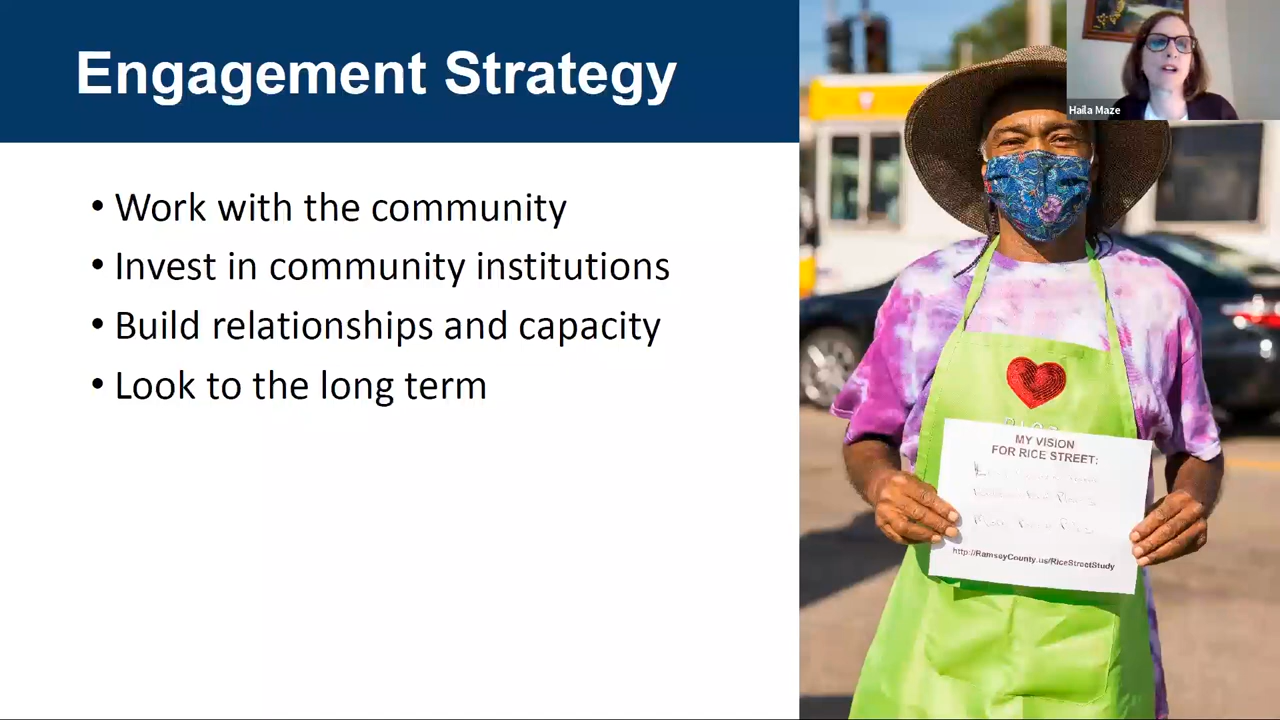 Engagement Strategy
• Work with the community
• Invest in community institutions
• Build relationships and capacity
• Look to the long term
Haila Maze
MY VISION
FOR RICE STREET:
http://RamseyCounty.us/RiceStreetStudy